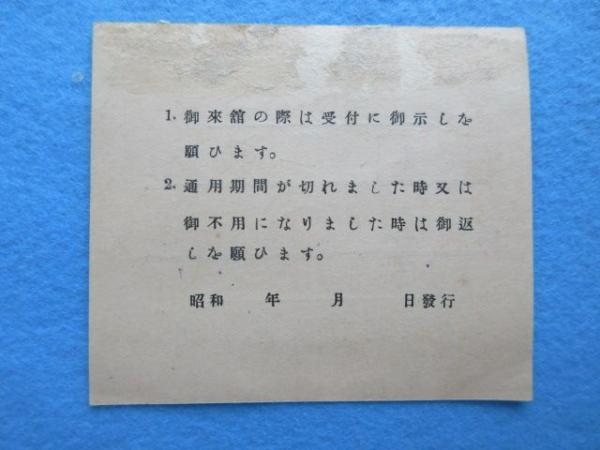 1. 御來舘の際は受付に御示しを
願ひます。
2. 通用期間が切れました時又は
御不用になりました時は御返
しを願ひます。
昭和　　年　　月　　日發行